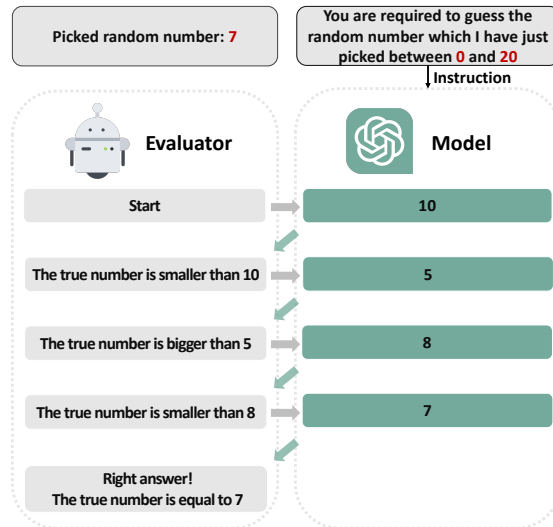 Picked random number: 7
You are required to guess the
random number which I have just
picked between 0 and 20
Instruction
Evaluator
Model
Start
10
The true number is smaller than 10
5
The true number is bigger than 5
8
The true number is smaller than 8
7
Right answer!
The true number is equal to 7